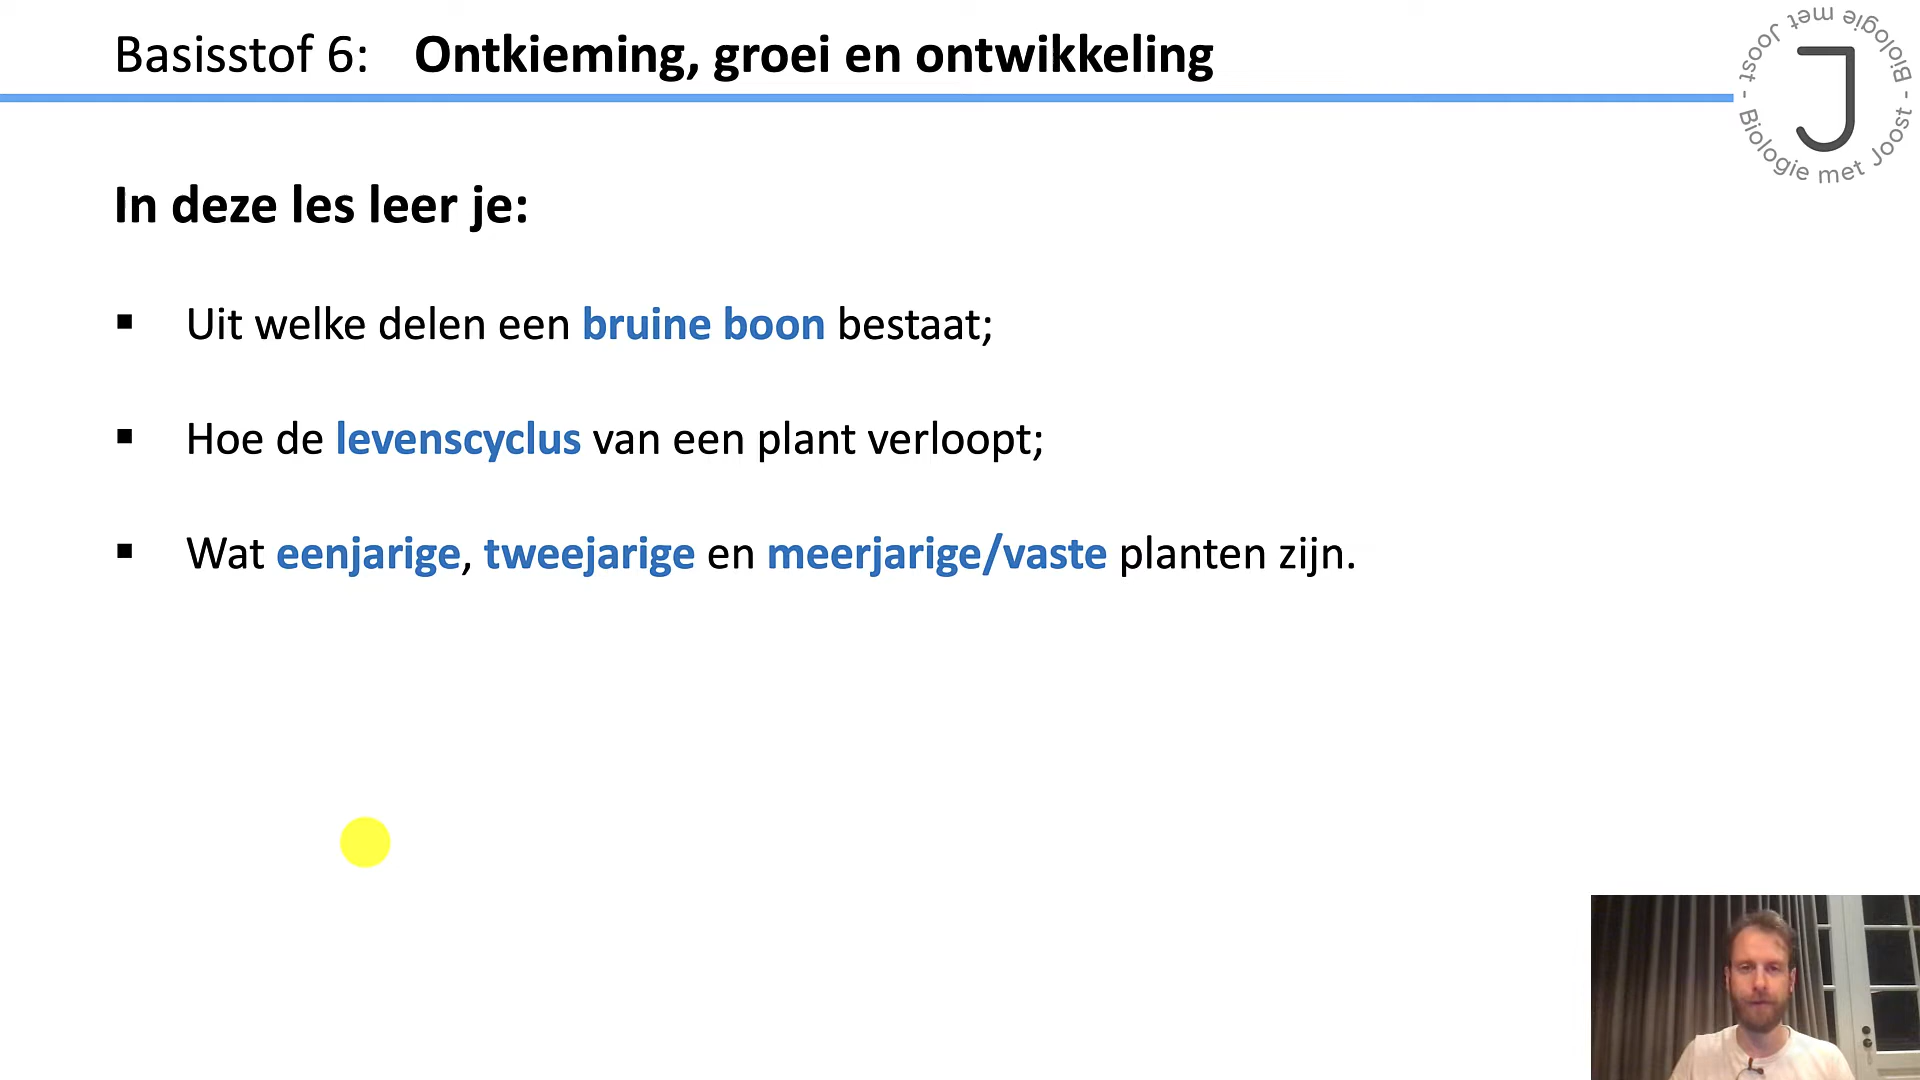 Basisstof 6: Ontkieming, groei en ontwikkeling
J
Biologie met Joost - Biologie met Joost -
In deze les leer je:
▪ Uit welke delen een bruine boon bestaat;
▪ Hoe de levenscyclus van een plant verloopt;
▪ Wat eenjarige, tweejarige en meerjarige/vaste planten zijn.